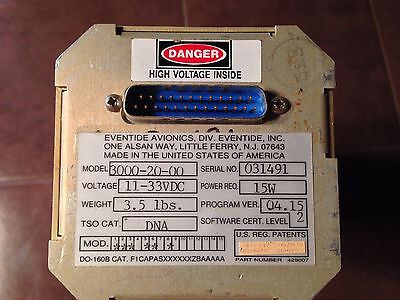 DANGER
HIGH VOLTAGE INSIDE
EVENTIDE AVIONICS, DIV. EVENTIDE, INC.
ONE ALSAN WAY, LITTLE FERRY, N.J. 07643
MADE IN THE UNITED STATES OF AMERICA
MODEL 3000-20-00 SERIAL NO. 031491
VOLTAGE 11-33VDC POWER REQ. 15W
WEIGHT 3.5 lbs. PROGRAM VER. 04.15
TSO CAT. DNA SOFTWARE CERT. LEVEL 2
MOD.
U.S. REG. PATENTS
DO-160B CAT. F1CAPASXXXXXXZBAAAAA PART NUMBER 429007